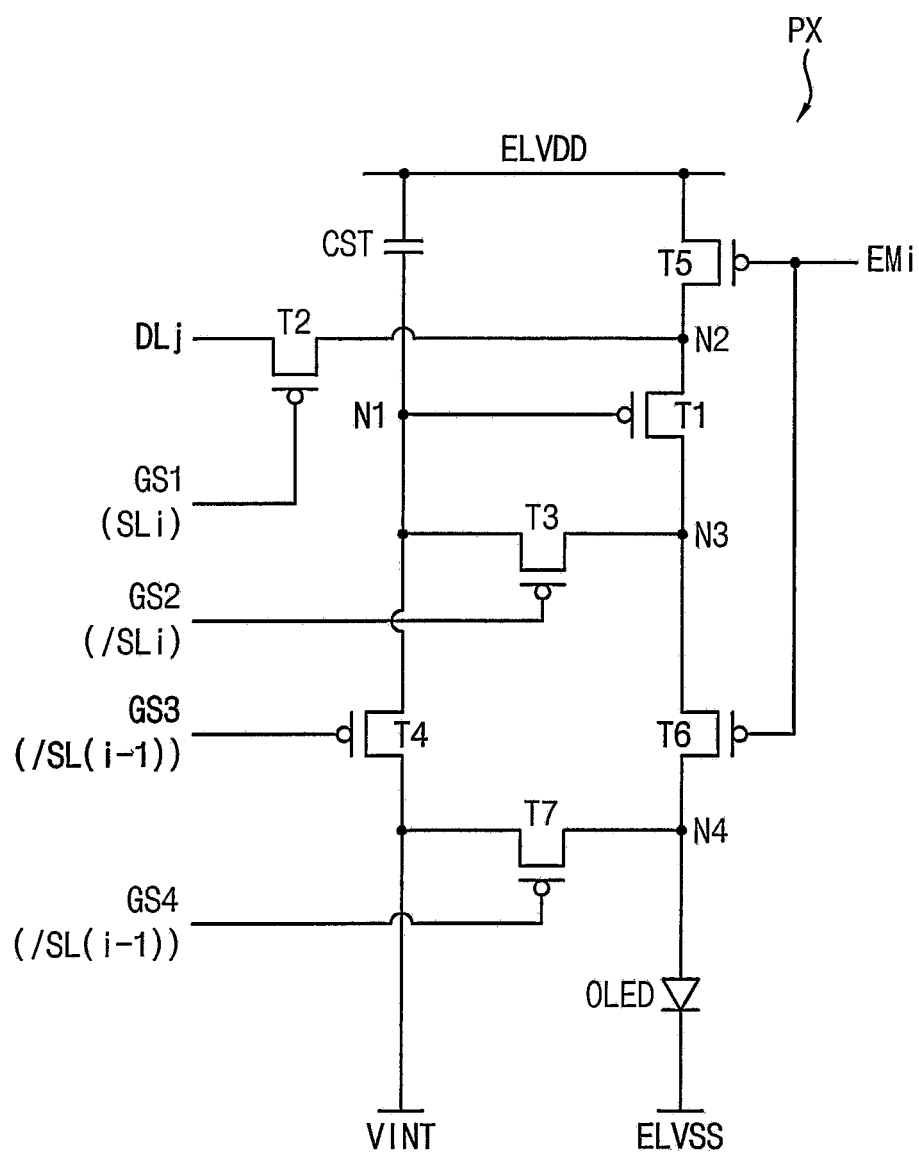 PX
ELVDD
CST
T5
EMi
T2
DLj
N2
N1
T1
GS1
(SLi)
T3
N3
GS2
(/SLi)
GS3
(/SL(i-1))
T4
T6
T7
N4
GS4
(/SL(i-1))
OLED
VINT
ELVSS